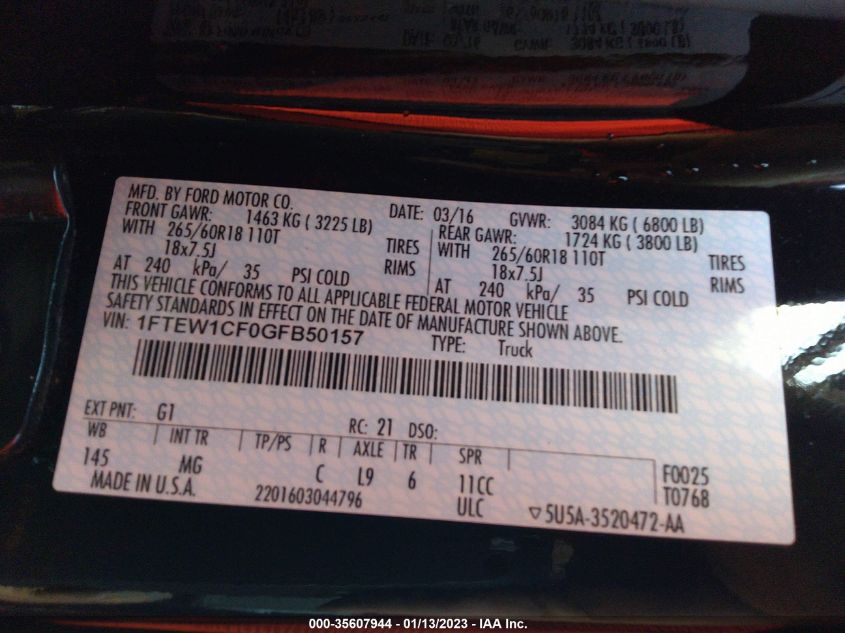 MFD. BY FORD MOTOR CO. DATE: 03/16 GVWR: 3084 KG ( 6800 LB)
FRONT GAWR: 1463 KG ( 3225 LB) REAR GAWR: 1724 KG ( 3800 LB)
WITH 265/60R18 110T TIRES WITH 265/60R18 110T TIRES
18x7.5J RIMS 18x7.5J RIMS
AT 240 kPa/ 35 PSI COLD AT 240 kPa/ 35 PSI COLD
THIS VEHICLE CONFORMS TO ALL APPLICABLE FEDERAL MOTOR VEHICLE
SAFETY STANDARDS IN EFFECT ON THE DATE OF MANUFACTURE SHOWN ABOVE.
VIN: 1FTEW1CF0GFB50157 TYPE: Truck
EXT PNT: G1 RC: 21 DSO:
WB INT TR TP/PS R AXLE TR SPR
145 MG C L9 6 11CC F0025
MADE IN U.S.A. 2201603044796 ULC T0768
▽5U5A-3520472-AA
000-35607944 - 01/13/2023 - IAA Inc.